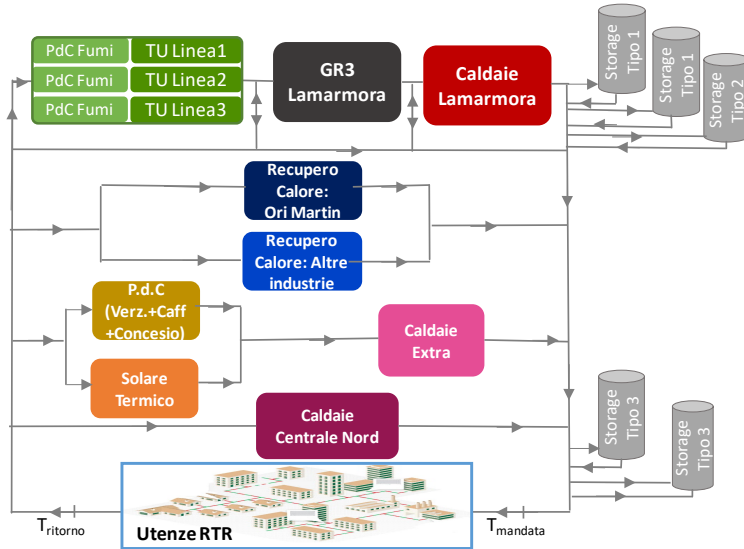 PdC Fumi
TU Linea1
PdC Fumi
TU Linea2
PdC Fumi
TU Linea3
GR3
Lamarmora
Caldaie
Lamarmora
Storage
Tipo 1
Storage
Tipo 1
Storage
Tipo 2
Recupero
Calore:
Ori Martin
Recupero
Calore: Altre
industrie
P.d.C
(Verz.+Caff
+Concesio)
Solare
Termico
Caldaie
Extra
Caldaie
Centrale Nord
Storage
Tipo 3
Storage
Tipo 3
Tritorno
Utenze RTR
Tmandata